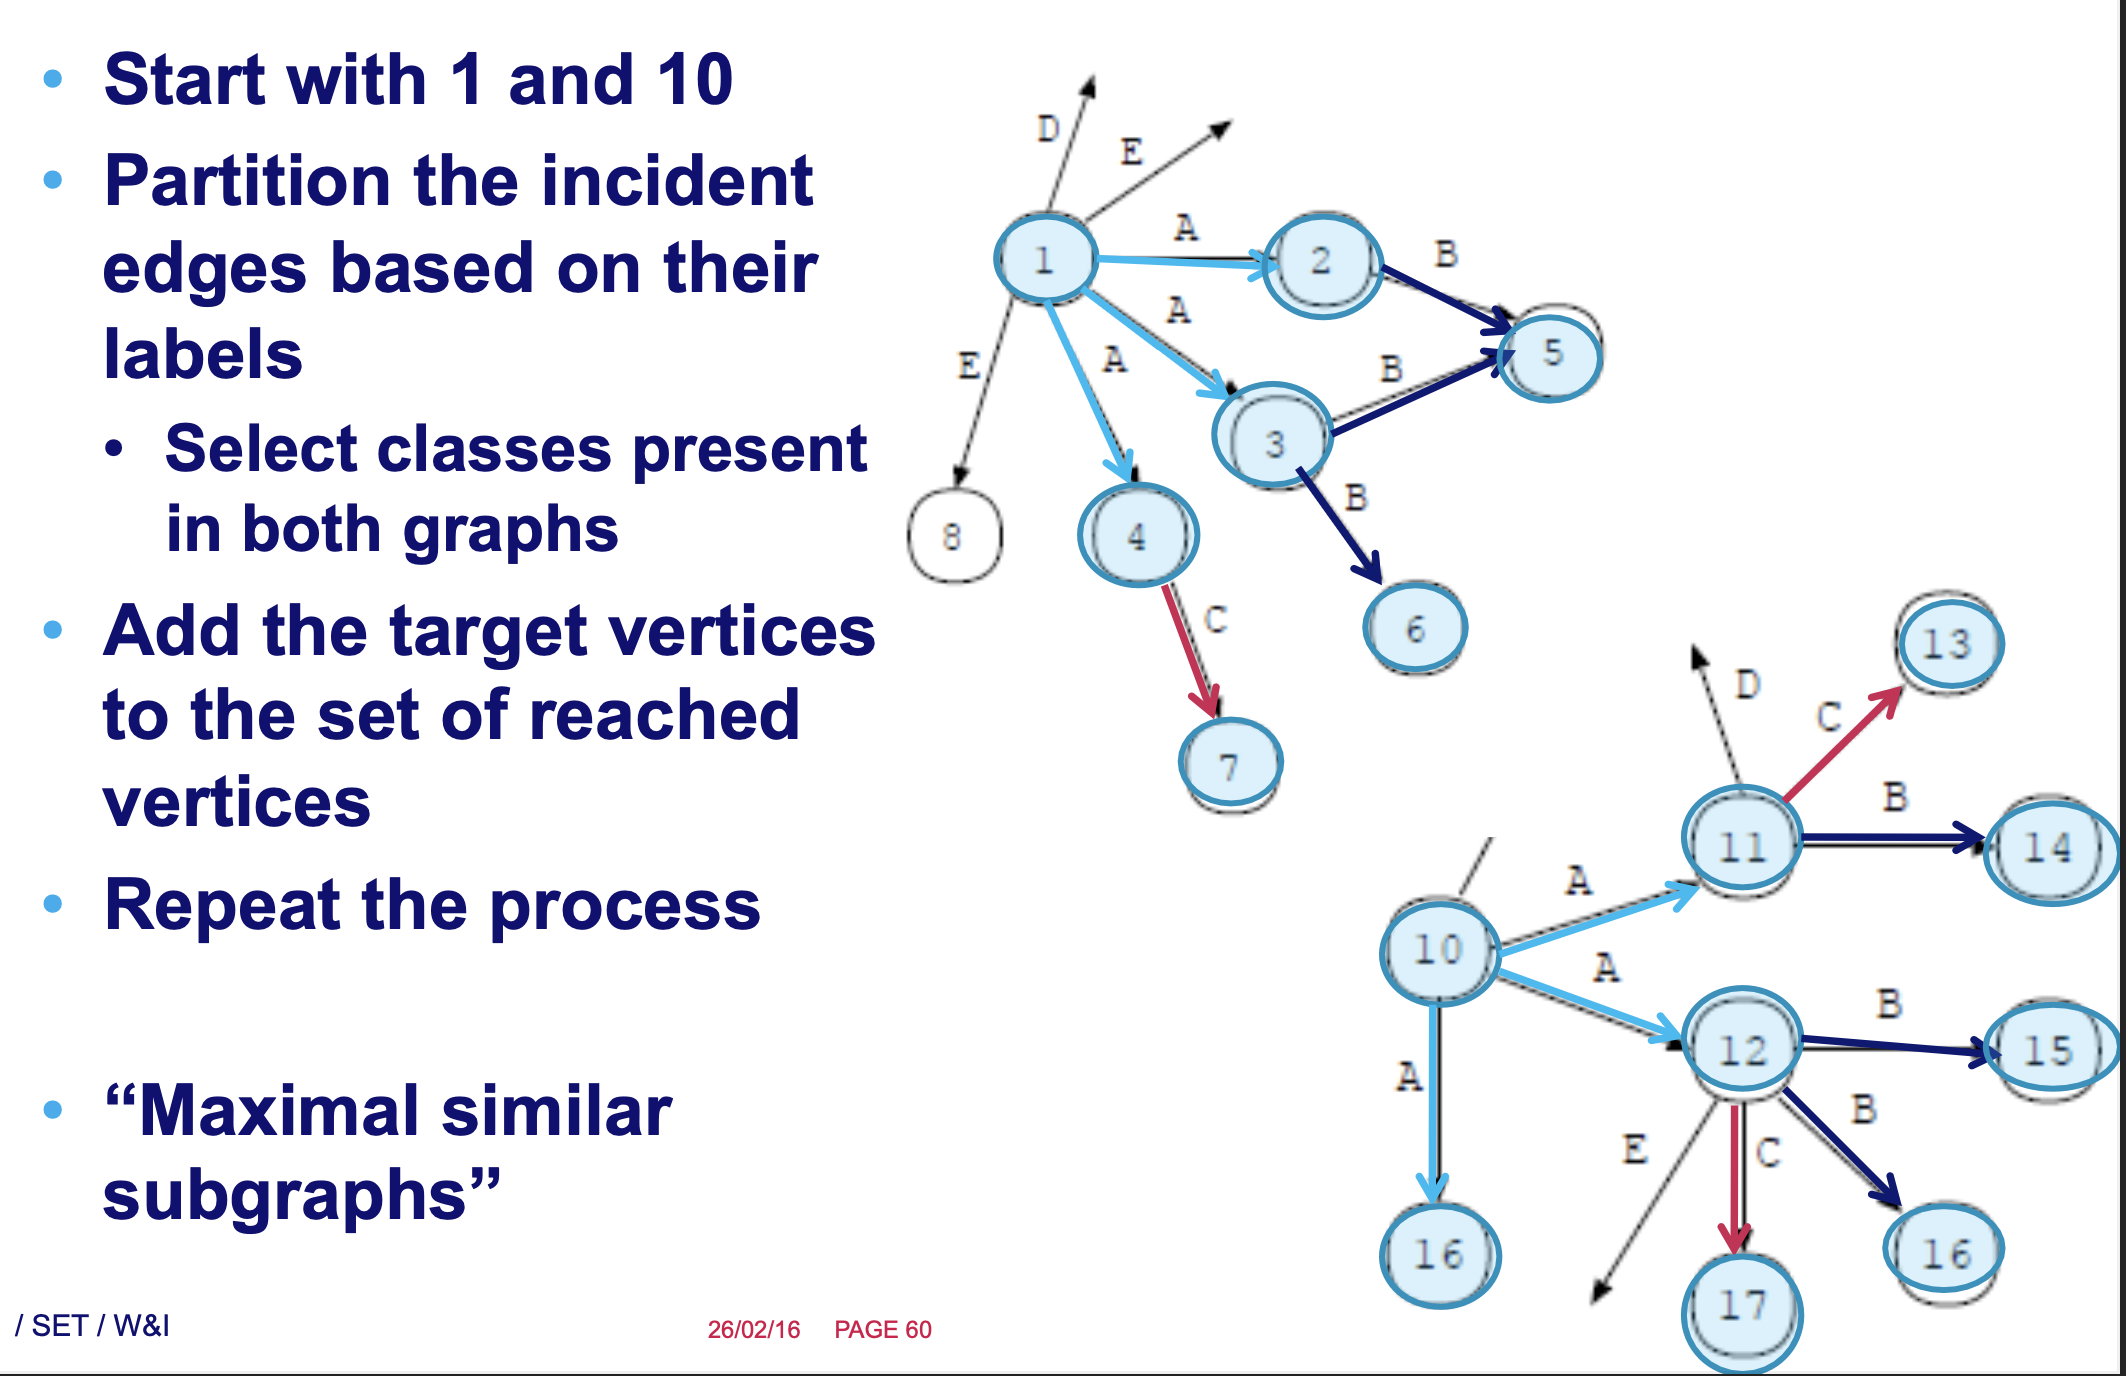 • Start with 1 and 10
• Partition the incident
edges based on their
labels
• Select classes present
in both graphs
• Add the target vertices
to the set of reached
vertices
• Repeat the process
• “Maximal similar
subgraphs”
D
E
A
1
2
B
A
5
E
A
B
3
B
8
4
C
6
7
13
D
C
B
11
14
A
10
A
B
12
15
A
B
E
C
16
16
17
/ SET / W&I
26/02/16 PAGE 60